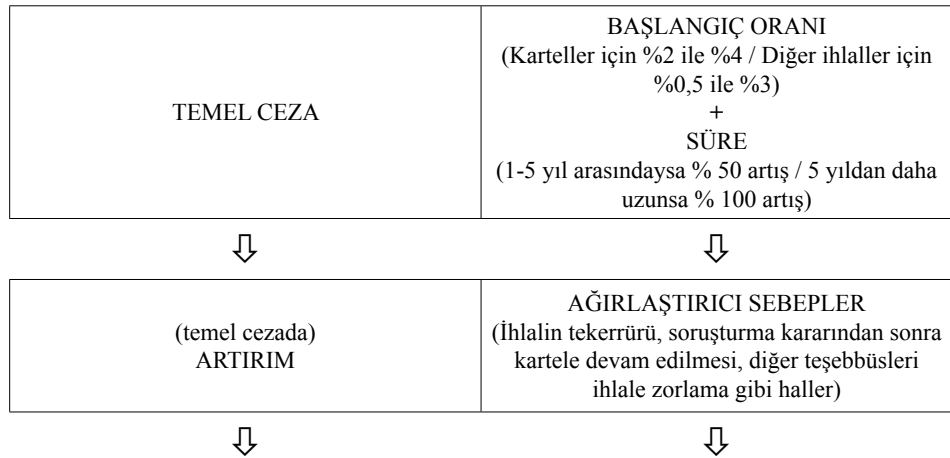 TEMEL CEZA
BAŞLANGIÇ ORANI
(Karteller için %2 ile %4 / Diğer ihlaller için
%0,5 ile %3)
+
SÜRE
(1-5 yıl arasındaysa % 50 artış / 5 yıldan daha
uzunsa % 100 artış)
(temel cezada)
ARTIRIM
AĞIRLAŞTIRICI SEBEPLER
(İhlalin tekerrürü, soruşturma kararından sonra
kartele devam edilmesi, diğer teşebbüsleri
ihlale zorlama gibi haller)